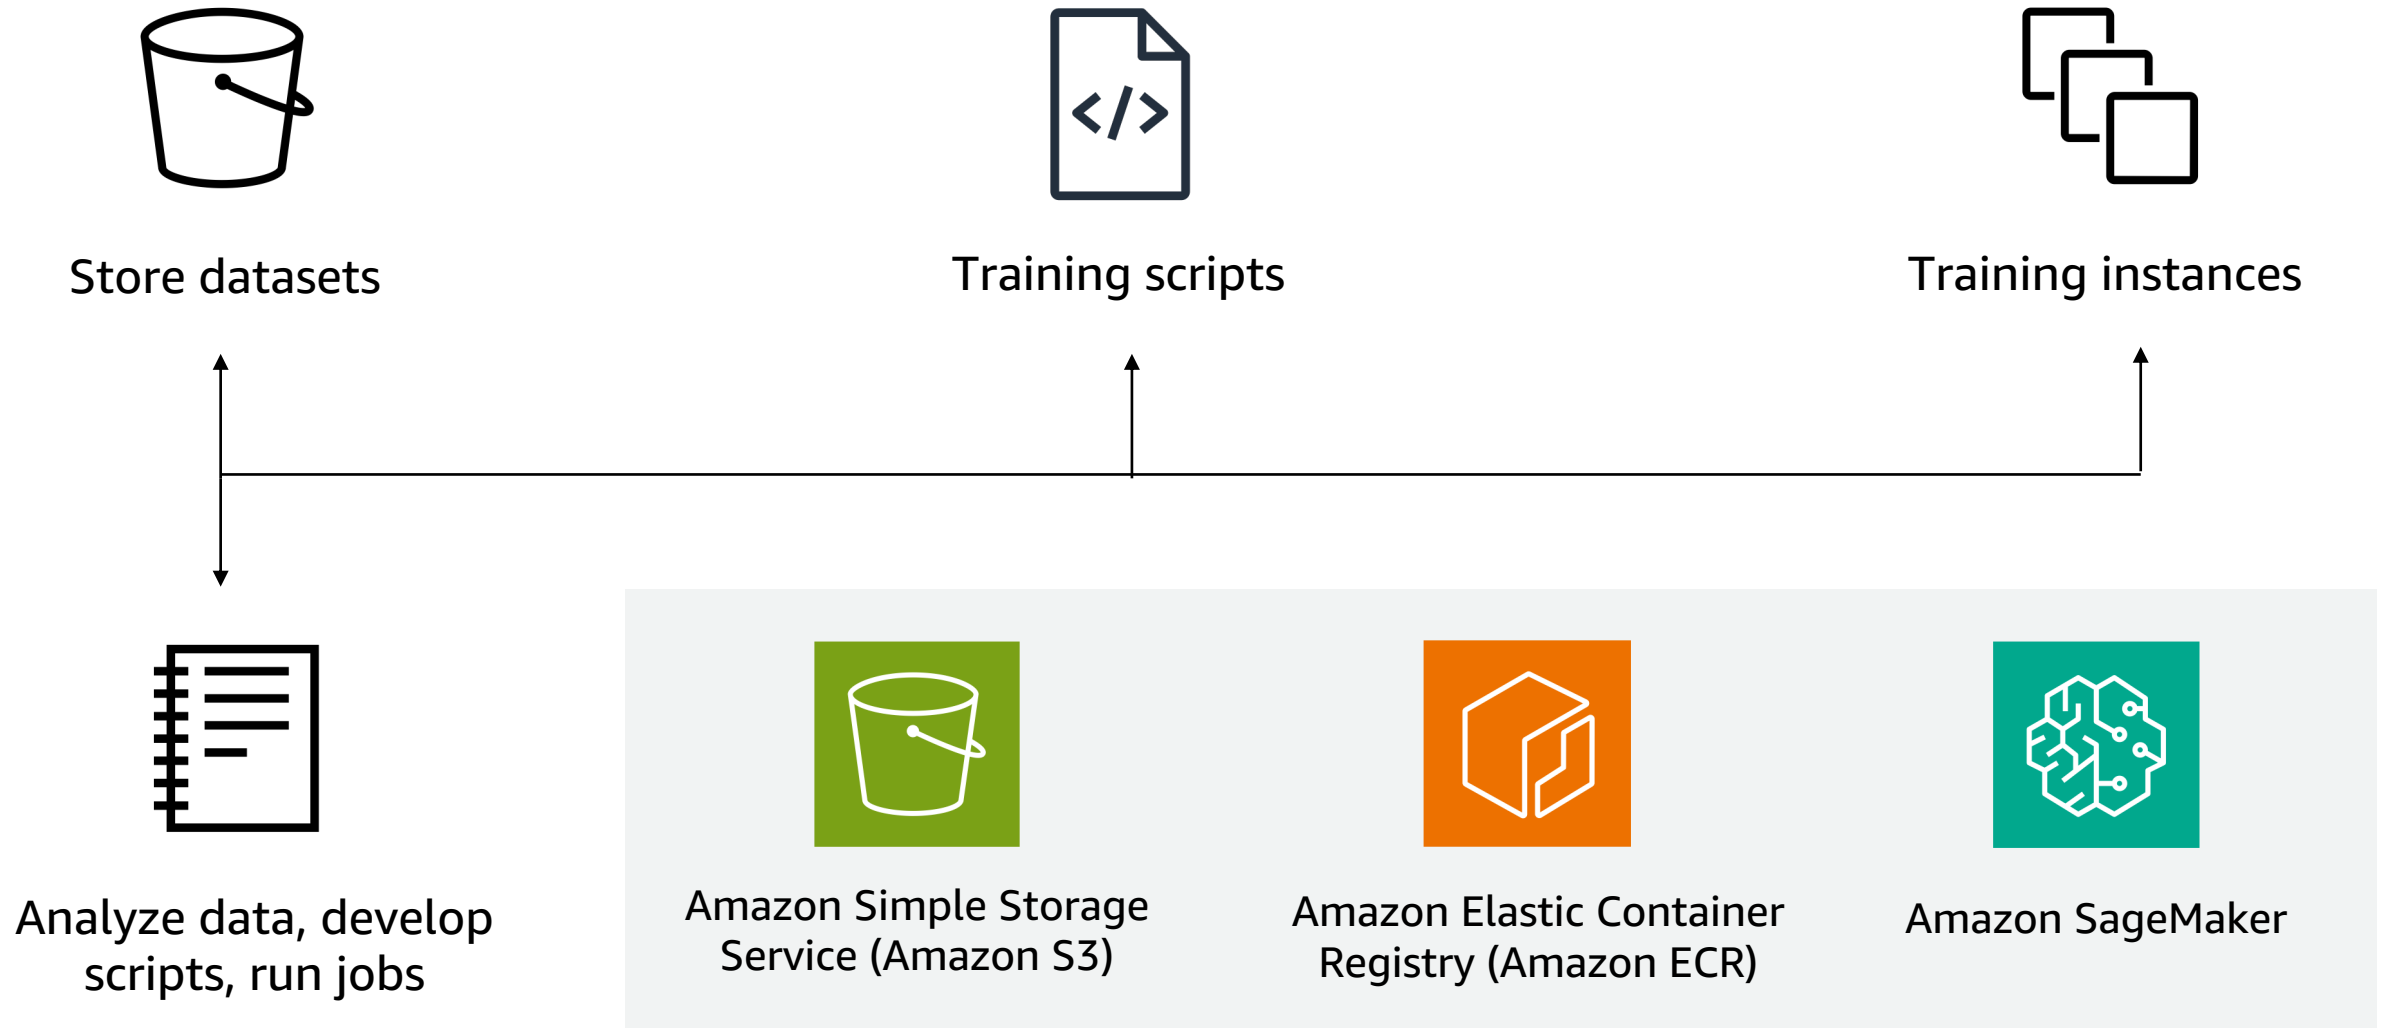 Store datasets
Training scripts
Training instances
Analyze data, develop
scripts, run jobs
Amazon Simple Storage
Service (Amazon S3)
Amazon Elastic Container
Registry (Amazon ECR)
Amazon SageMaker